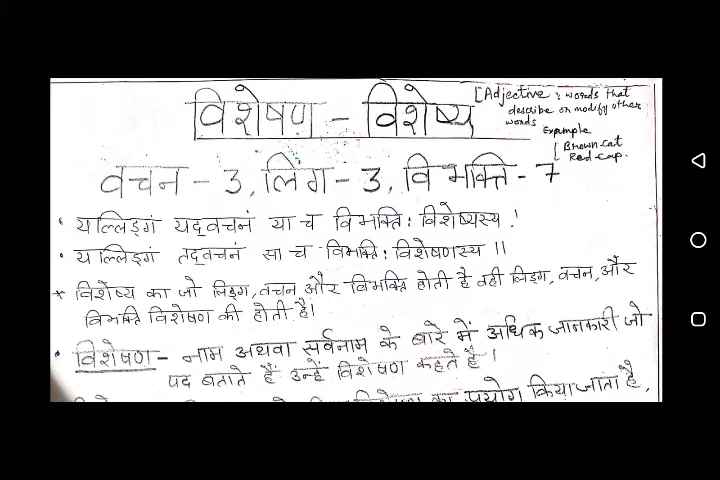 [Adjective : words that
describe or modify other
words
Example
[ Brown cat
Red cap.
विशेषण - विशेष्य
वचन - 3, लिंग - 3, विभक्ति - 7
• यल्लिङ्गं यद्वचनं या च विभक्ति: विशेष्यस्य !
• यल्लिङ्गं तद्वचनं सा च विभक्ति: विशेषणस्य ॥
* विशेष्य का जो लिङ्ग, वचन और विभक्ति होती है वही लिङ्ग, वचन, और
विभक्ति विशेषण की होती है।
• विशेषण - नाम अथवा सर्वनाम के बारे में अधिक जानकारी जो
पद बताते हैं उन्हें विशेषण कहते है।
का प्रयोग किया जाता है,